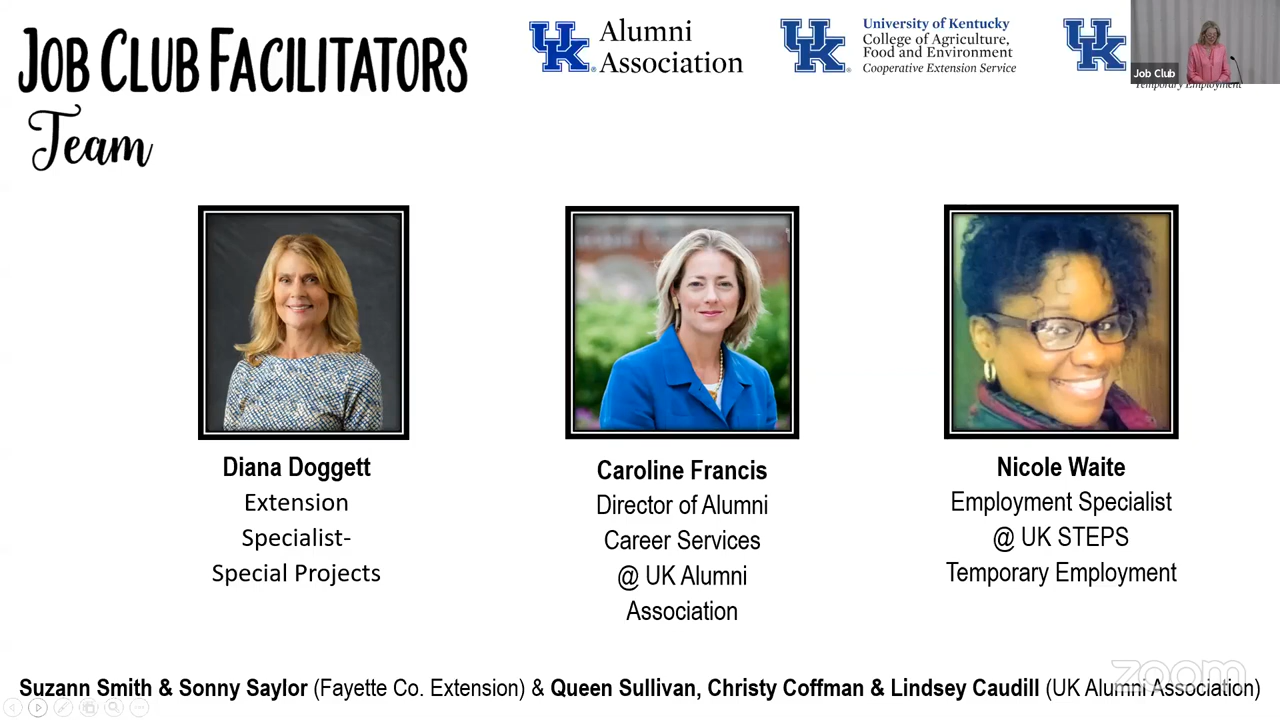 JOB CLUB FACILITATORS
Team
UK Alumni
Association
UK University of Kentucky
College of Agriculture,
Food and Environment
Cooperative Extension Service
UK
Job Club
Temporary Employment
Diana Doggett
Extension
Specialist-
Special Projects
Caroline Francis
Director of Alumni
Career Services
@ UK Alumni
Association
Nicole Waite
Employment Specialist
@ UK STEPS
Temporary Employment
Suzann Smith & Sonny Saylor (Fayette Co. Extension) & Queen Sullivan, Christy Coffman & Lindsey Caudill (UK Alumni Association)
zoom